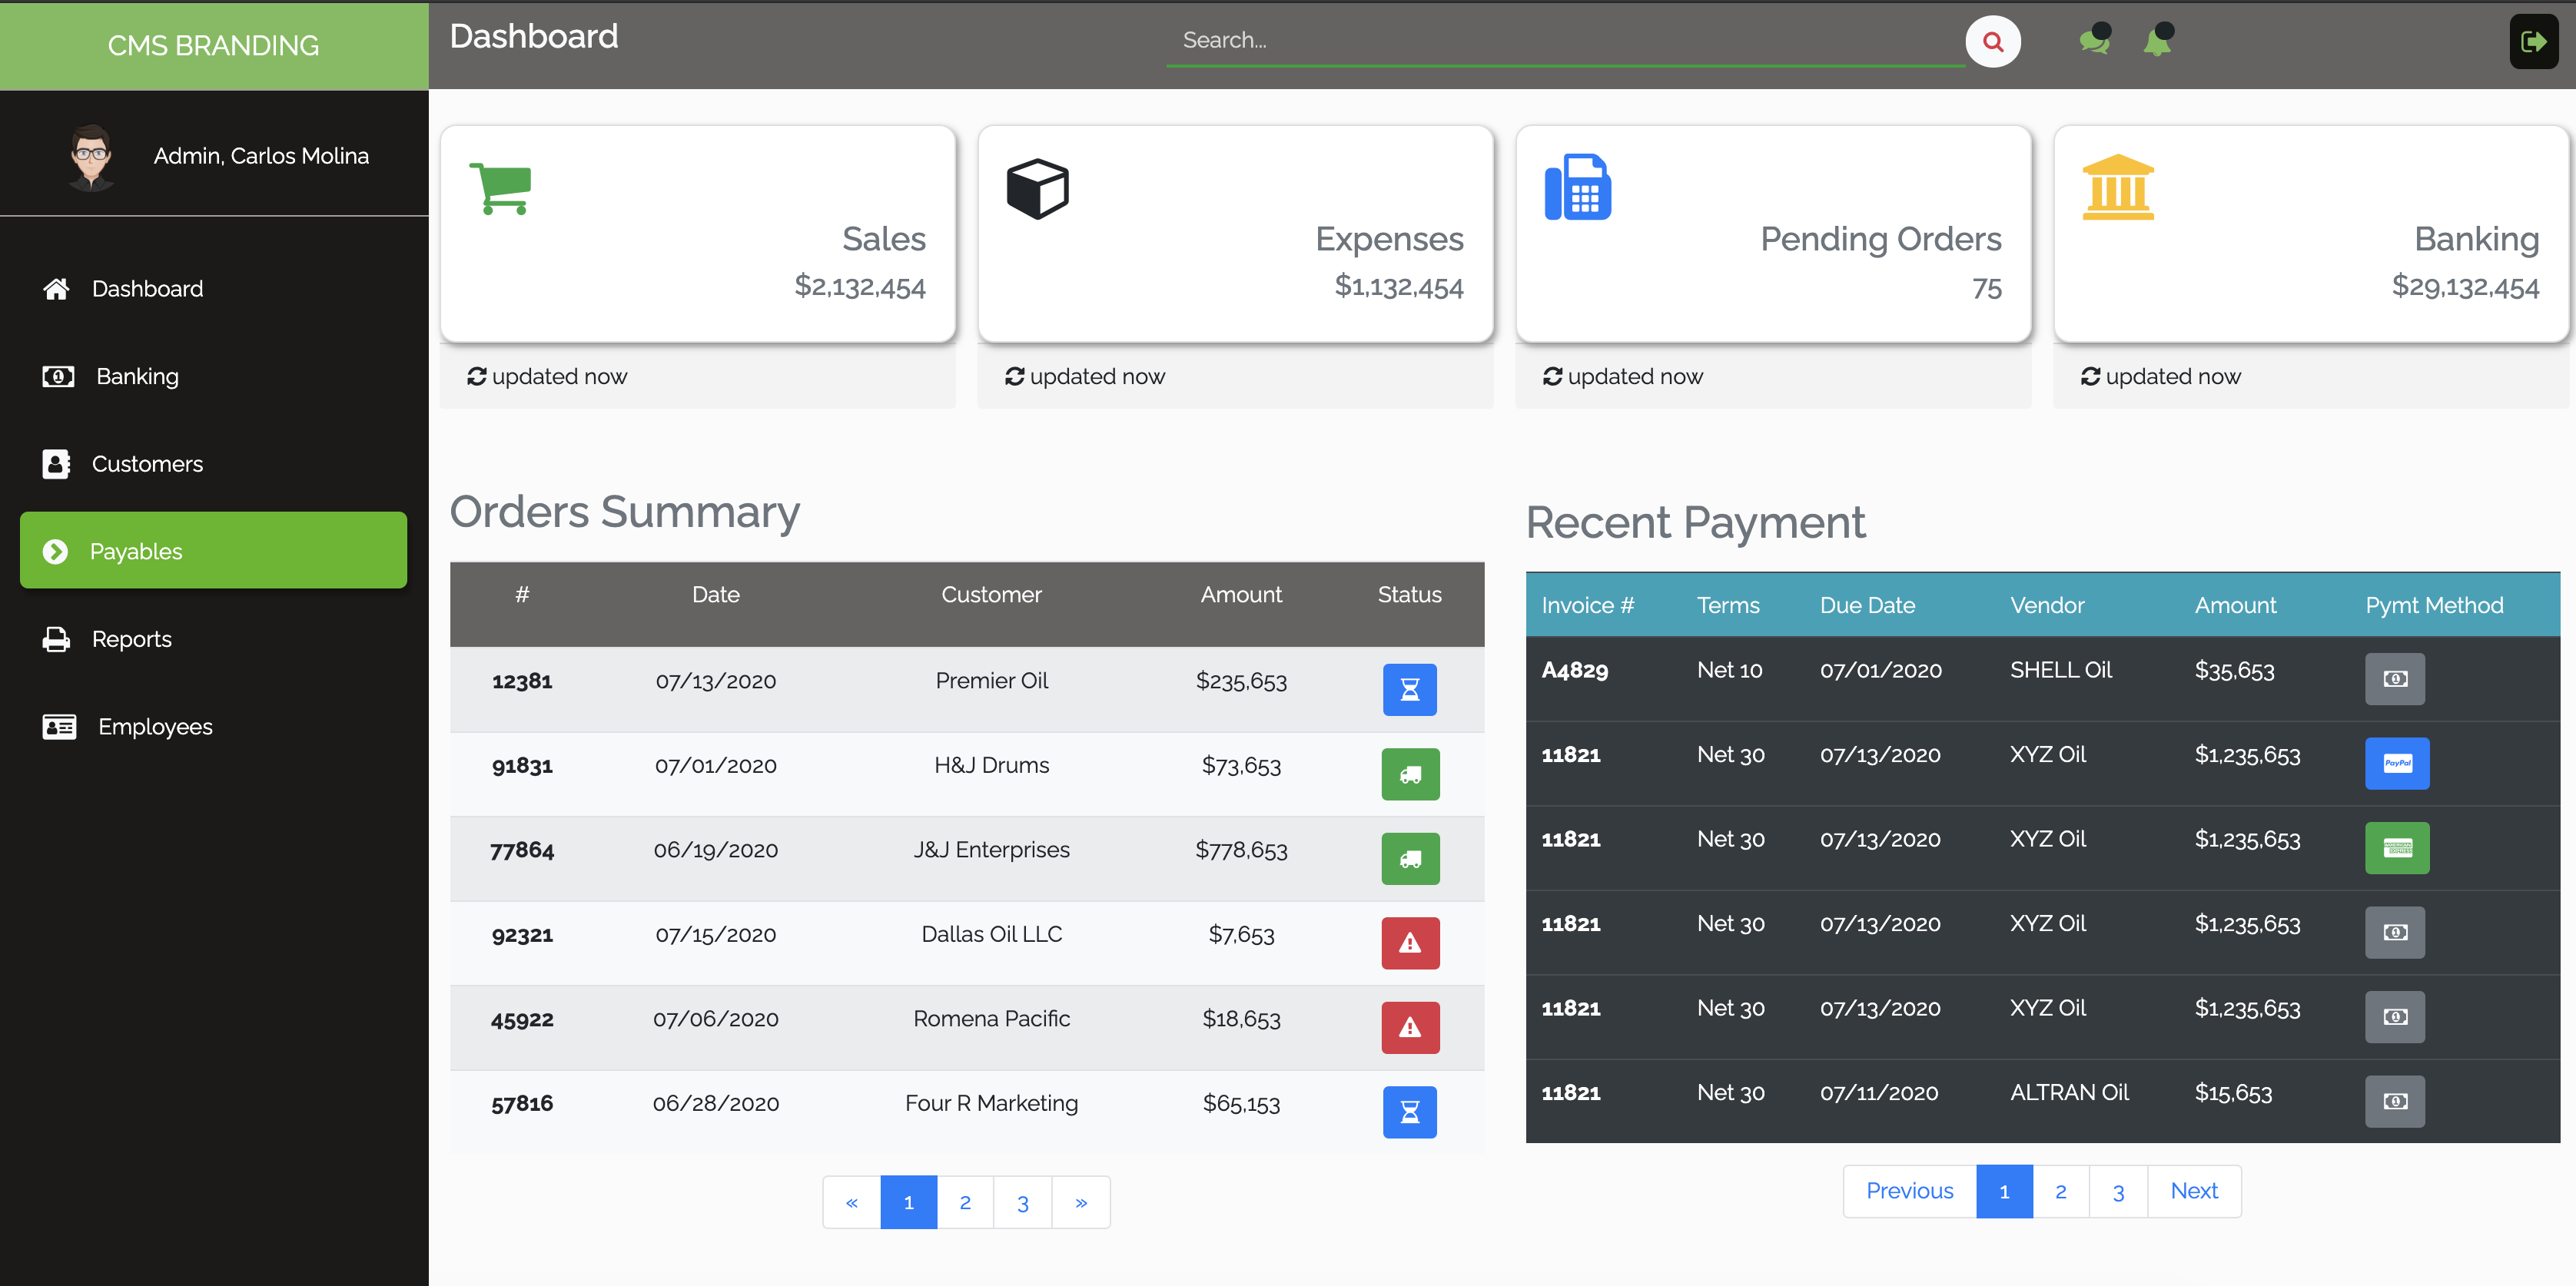 CMS BRANDING
Dashboard
Search...
Admin, Carlos Molina
Dashboard
Banking
Customers
Payables
Reports
Employees
Sales
$2,132,454
updated now
Expenses
$1,132,454
updated now
Pending Orders
75
updated now
Banking
$29,132,454
updated now
Orders Summary
# Date Customer Amount Status
12381 07/13/2020 Premier Oil $235,653
91831 07/01/2020 H&J Drums $73,653
77864 06/19/2020 J&J Enterprises $778,653
92321 07/15/2020 Dallas Oil LLC $7,653
45922 07/06/2020 Romena Pacific $18,653
57816 06/28/2020 Four R Marketing $65,153
« 1 2 3 »
Recent Payment
Invoice # Terms Due Date Vendor Amount Pymt Method
A4829 Net 10 07/01/2020 SHELL Oil $35,653
11821 Net 30 07/13/2020 XYZ Oil $1,235,653 PayPal
11821 Net 30 07/13/2020 XYZ Oil $1,235,653 AMERICAN EXPRESS
11821 Net 30 07/13/2020 XYZ Oil $1,235,653
11821 Net 30 07/13/2020 XYZ Oil $1,235,653
11821 Net 30 07/11/2020 ALTRAN Oil $15,653
Previous 1 2 3 Next